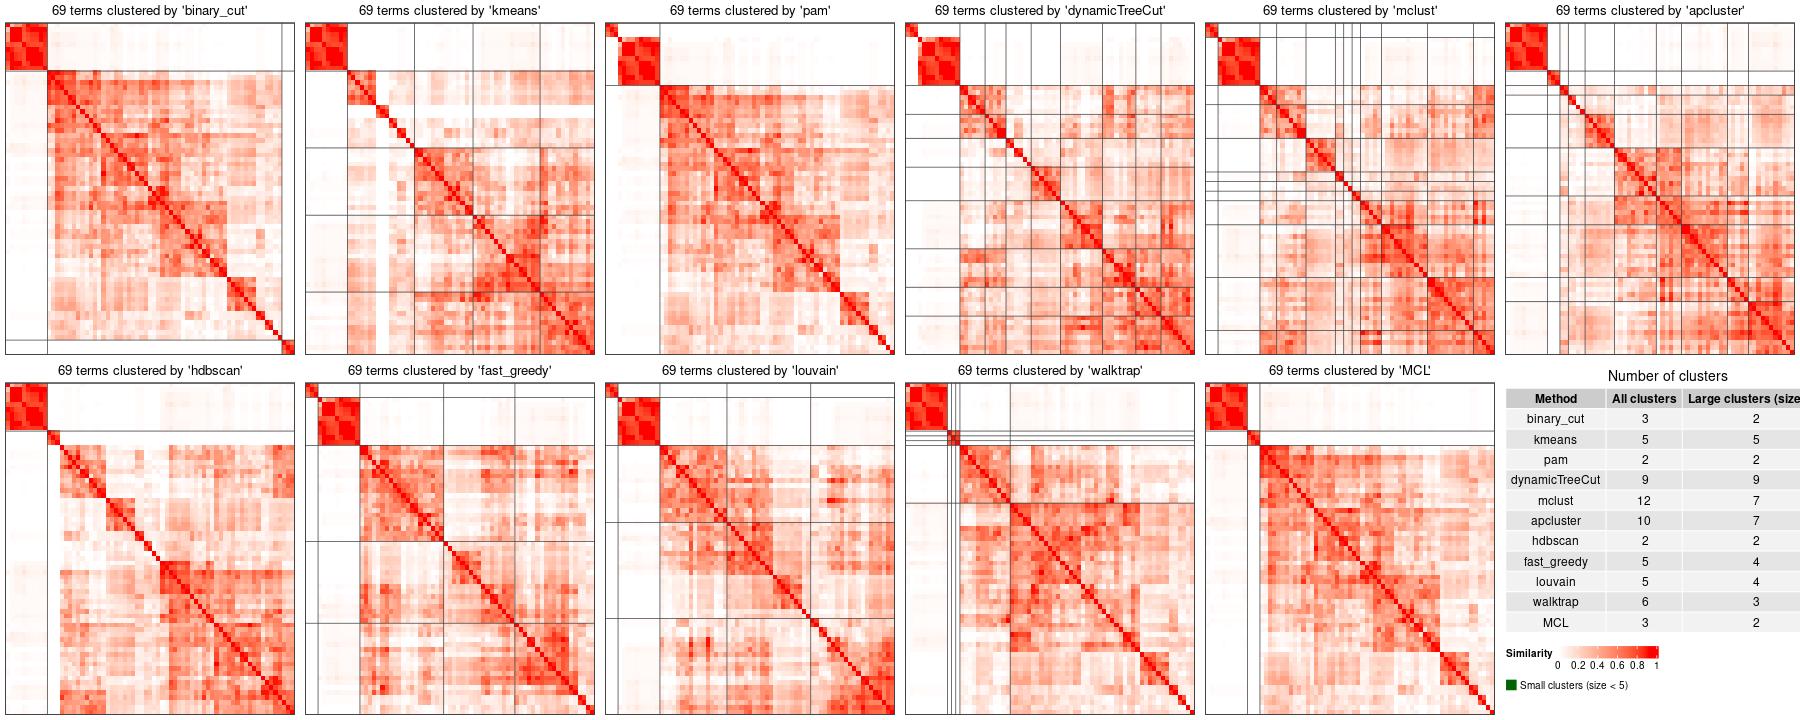 69 terms clustered by 'binary_cut'
69 terms clustered by 'kmeans'
69 terms clustered by 'pam'
69 terms clustered by 'dynamicTreeCut'
69 terms clustered by 'mclust'
69 terms clustered by 'apcluster'
69 terms clustered by 'hdbscan'
69 terms clustered by 'fast_greedy'
69 terms clustered by 'louvain'
69 terms clustered by 'walktrap'
69 terms clustered by 'MCL'
Number of clusters
Method All clusters Large clusters (size
binary_cut 3 2
kmeans 5 5
pam 2 2
dynamicTreeCut 9 9
mclust 12 7
apcluster 10 7
hdbscan 2 2
fast_greedy 5 4
louvain 5 4
walktrap 6 3
MCL 3 2
Similarity
0 0.2 0.4 0.6 0.8 1
Small clusters (size < 5)